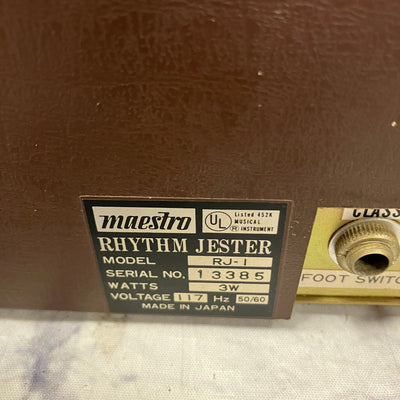 maestro
UL ® Listed 452K
MUSICAL
INSTRUMENT
RHYTHM JESTER
MODEL RJ-1
SERIAL NO. 13385
WATTS 3W
VOLTAGE 117 Hz 50/60
MADE IN JAPAN
CLASS
FOOT SWITC